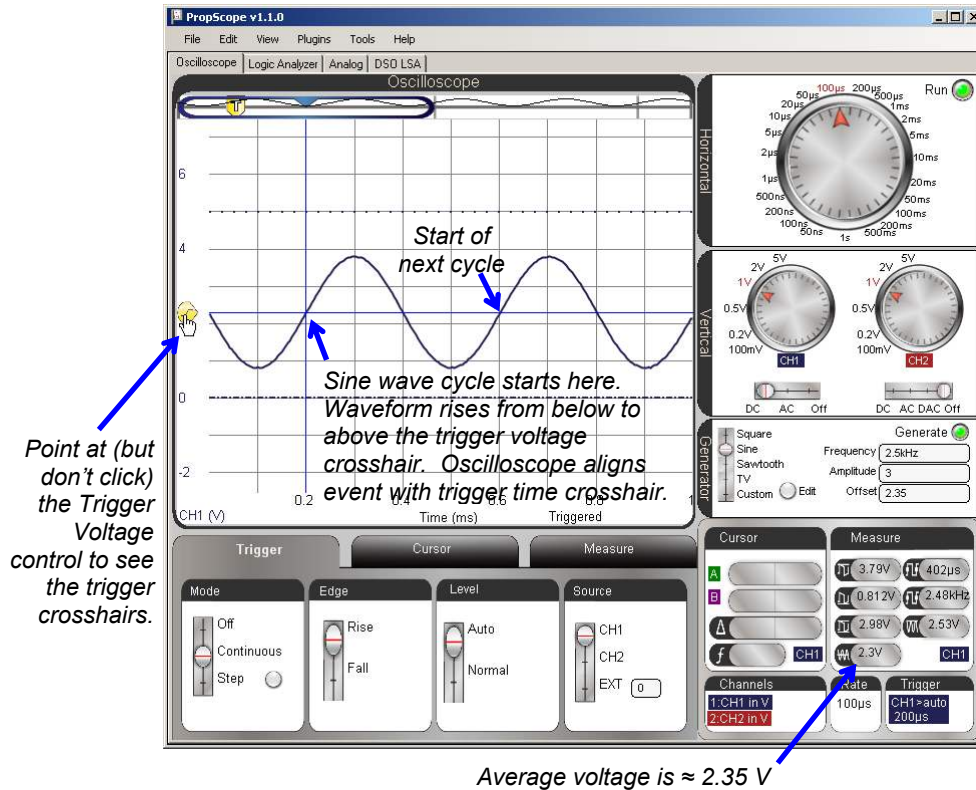 PropScope v1.1.0
File Edit View Plugins Tools Help
Oscilloscope Logic Analyzer Analog DSO LSA
Oscilloscope
T
6
4
0
-2
0.2 0.4 0.6 0.8 1
CH1 (V)
Time (ms)
Triggered
Start of
next cycle
Sine wave cycle starts here.
Waveform rises from below to
above the trigger voltage
crosshair. Oscilloscope aligns
event with trigger time crosshair.
Point at (but
don't click)
the Trigger
Voltage
control to see
the trigger
crosshairs.
Horizontal
Run
50ns
100ns
200ns
500ns
1µs
2µs
5µs
10µs
20µs
50µs
100µs
200µs
500µs
1ms
2ms
5ms
10ms
20ms
50ms
100ms
500ms
1s
Vertical
5V
2V
1V
0.5V
0.2V
100mV
CH1
DC AC Off
5V
2V
1V
0.5V
0.2V
100mV
CH2
DC AC DAC Off
Generator
Square
Sine
Sawtooth
TV
Custom Edit
Generate
Frequency 2.5kHz
Amplitude 3
Offset 2.35
Trigger Cursor Measure
Mode
Off
Continuous
Step
Edge
Rise
Fall
Level
Auto
Normal
Source
CH1
CH2
EXT 0
Cursor
A
B
Δ
f CH1
Measure
3.79V 402µs
0.812V 2.48kHz
2.98V 2.53V
2.3V CH1
Channels
1:CH1 in V
2:CH2 in V
Rate
100µs
Trigger
CH1>auto
200µs
Average voltage is ≈ 2.35 V